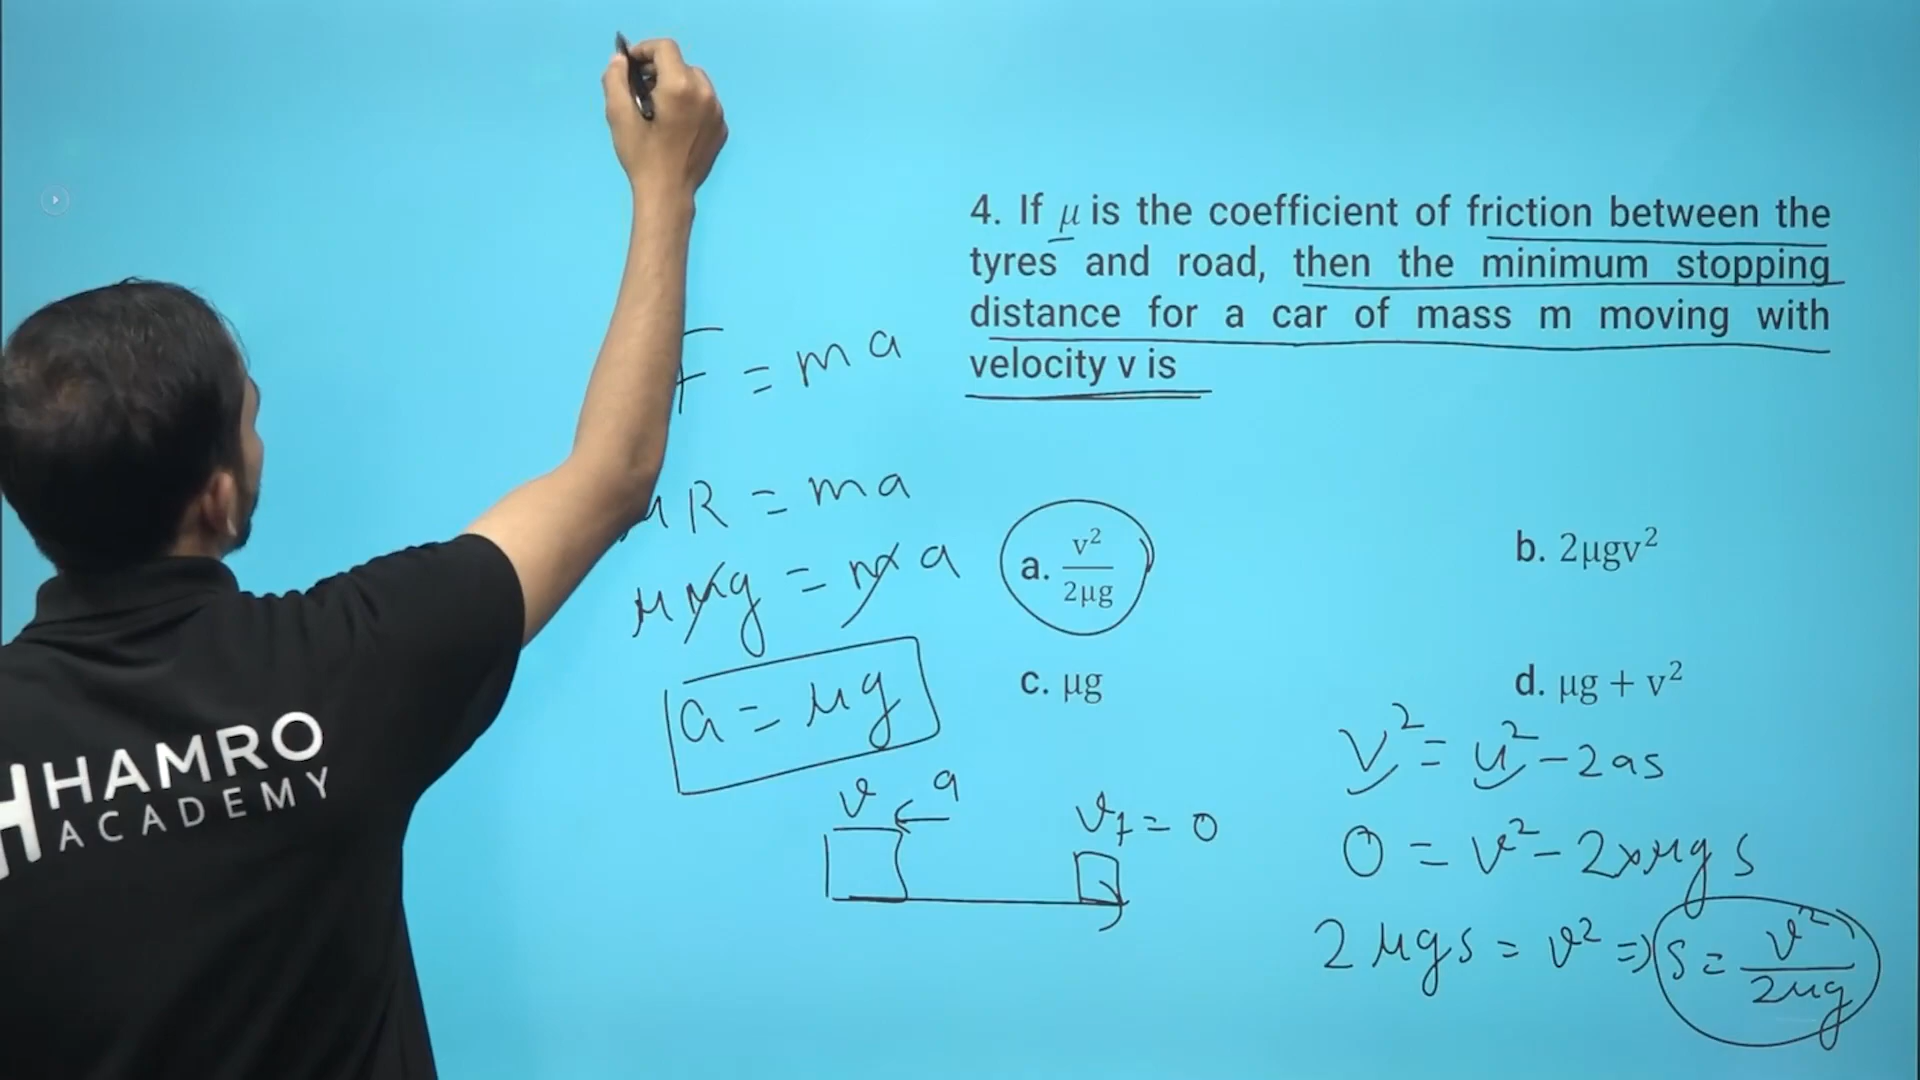 4. If μ is the coefficient of friction between the
tyres and road, then the minimum stopping
distance for a car of mass m moving with
velocity v is
a. v²/2μg
b. 2μgv²
c. μg
d. μg + v²
F = ma
μR = ma
μmg = ma
a = μg
v a
v_f = 0
v² = u² - 2as
0 = v² - 2×μg s
2μgs = v² ⇒ s = v²/2μg
HAMRO
ACADEMY